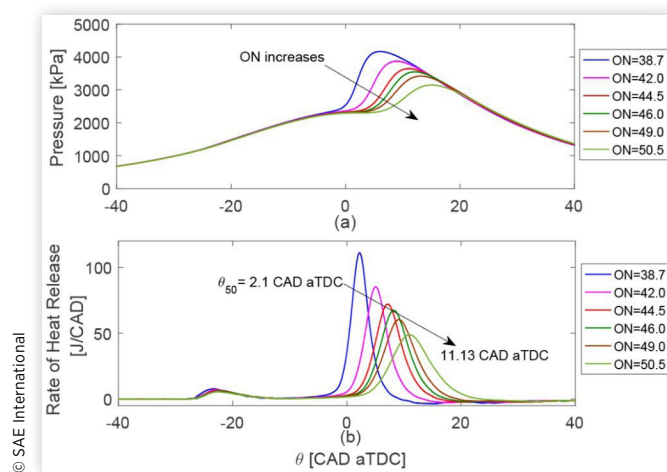 5000
4000
3000
2000
1000
0
Pressure [kPa]
ON increases
-40
-20
0
20
40
(a)
ON=38.7
ON=42.0
ON=44.5
ON=46.0
ON=49.0
ON=50.5
100
50
0
Rate of Heat Release
[J/CAD]
θ50= 2.1 CAD aTDC
11.13 CAD aTDC
-40
-20
0
20
40
(b)
θ [CAD aTDC]
ON=38.7
ON=42.0
ON=44.5
ON=46.0
ON=49.0
ON=50.5
© SAE International